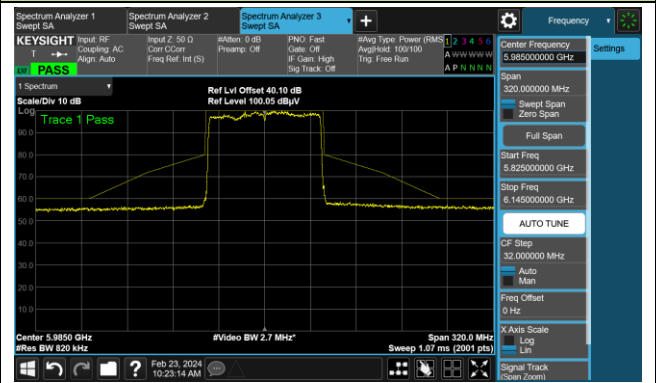 Spectrum Analyzer 1
Swept SA
Spectrum Analyzer 2
Swept SA
Spectrum Analyzer 3
Swept SA
Frequency
KEYSIGHT
Input: RF
Coupling: AC
Align: Auto
Input Z: 50 Ω
Corr CCorr
Freq Ref: Int (S)
#Atten: 0 dB
Preamp: Off
PNO: Fast
Gate: Off
IF Gain: High
Sig Track: Off
#Avg Type: Power (RMS)
Avg|Hold: 100/100
Trig: Free Run
1 2 3 4 5 6
A W W W W W
A P N N N N
T
LW PASS
1 Spectrum
Scale/Div 10 dB
Ref Lvl Offset 40.10 dB
Ref Level 100.05 dBµV
Log
Trace 1 Pass
90.0
80.0
70.0
60.0
50.0
40.0
30.0
20.0
10.0
Center 5.9850 GHz
#Res BW 820 kHz
#Video BW 2.7 MHz*
Span 320.0 MHz
Sweep 1.07 ms (2001 pts)
Feb 23, 2024
10:23:14 AM
Center Frequency
5.985000000 GHz
Settings
Span
320.000000 MHz
Swept Span
Zero Span
Full Span
Start Freq
5.825000000 GHz
Stop Freq
6.145000000 GHz
AUTO TUNE
CF Step
32.000000 MHz
Auto
Man
Freq Offset
0 Hz
X Axis Scale
Log
Lin
Signal Track
(Span Zoom)